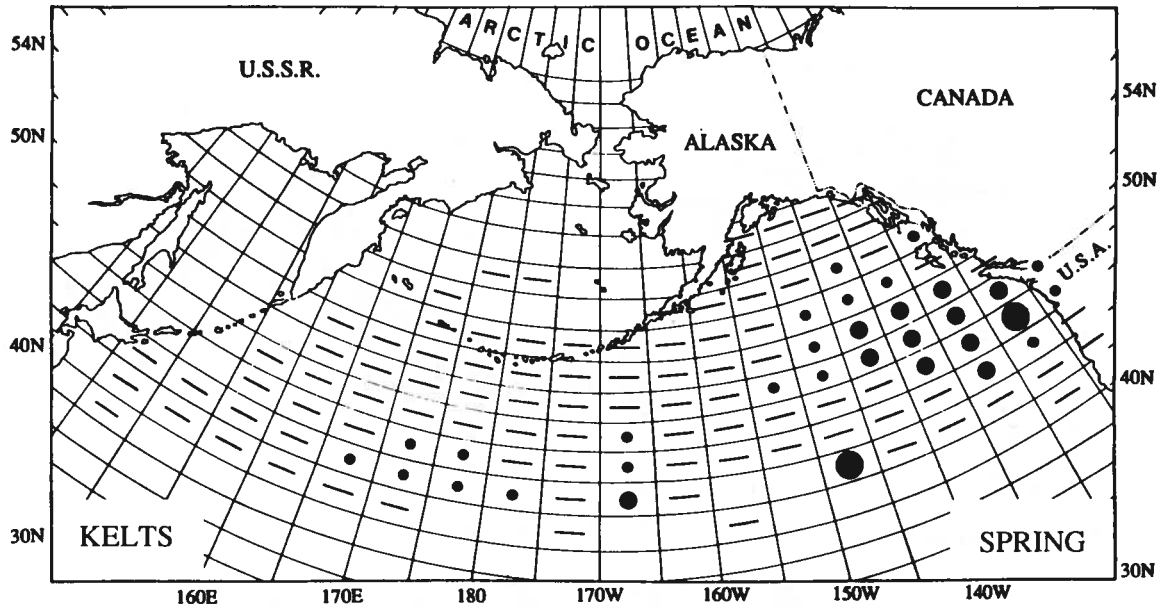 ARCTIC OCEAN
54N
U.S.S.R.
54N
CANADA
50N
ALASKA
50N
U.S.A.
40N
40N
KELTS
SPRING
30N
30N
160E 170E 180 170W 160W 150W 140W